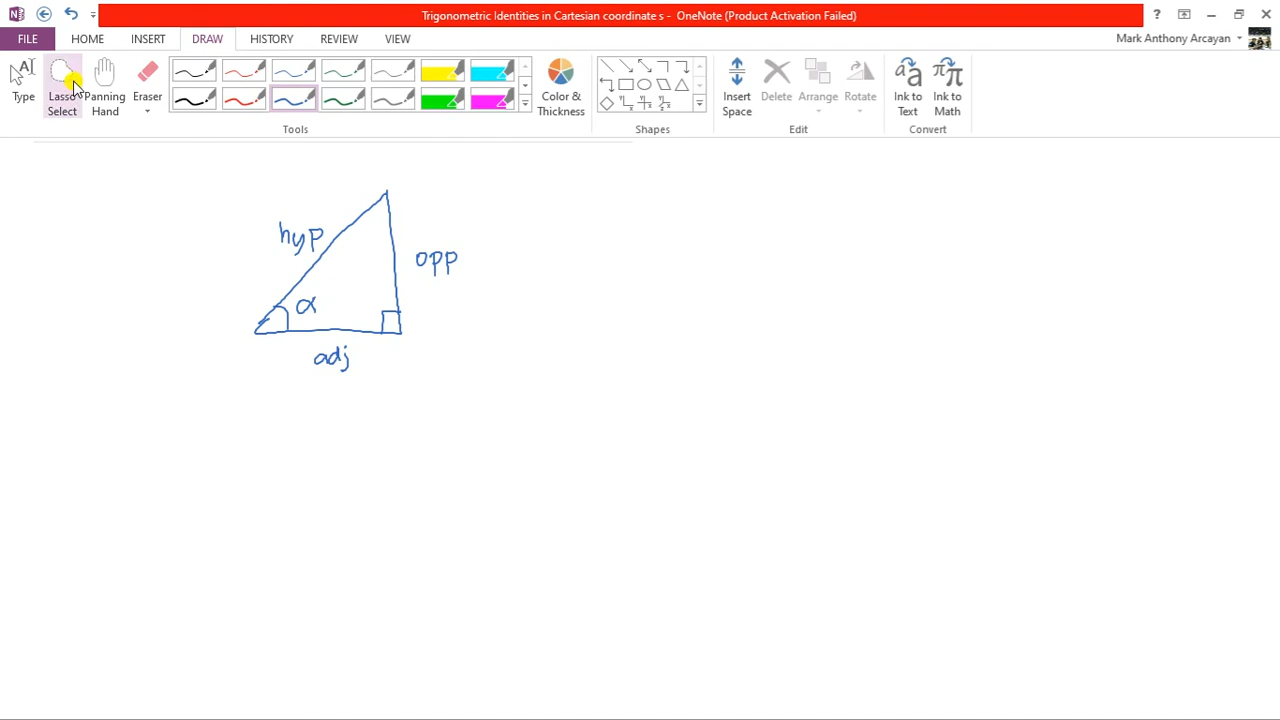 Trigonometric Identities in Cartesian coordinate s - OneNote (Product Activation Failed)
?
FILE HOME INSERT DRAW HISTORY REVIEW VIEW
Mark Anthony Arcayan
Type
Lasso Select
Panning Hand
Eraser
Color & Thickness
Insert Space
Delete
Arrange
Rotate
Ink to Text
Ink to Math
Tools
Shapes
Edit
Convert
hyp
opp
α
adj